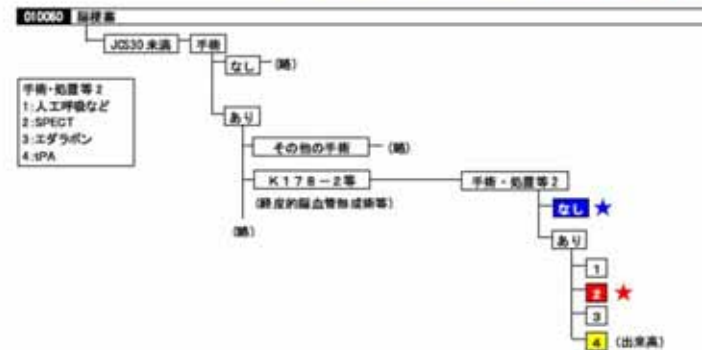 010060 脳梗塞
JCS30未満 手術
なし (略)
手術・処置等2
1:人工呼吸など
2:SPECT
3:エダラボン
4:tPA
あり
その他の手術 (略)
K178-2等 手術・処置等2
(経皮的脳血管形成術等)
なし ★
(略)
あり
1
2 ★
3
4 (出来高)